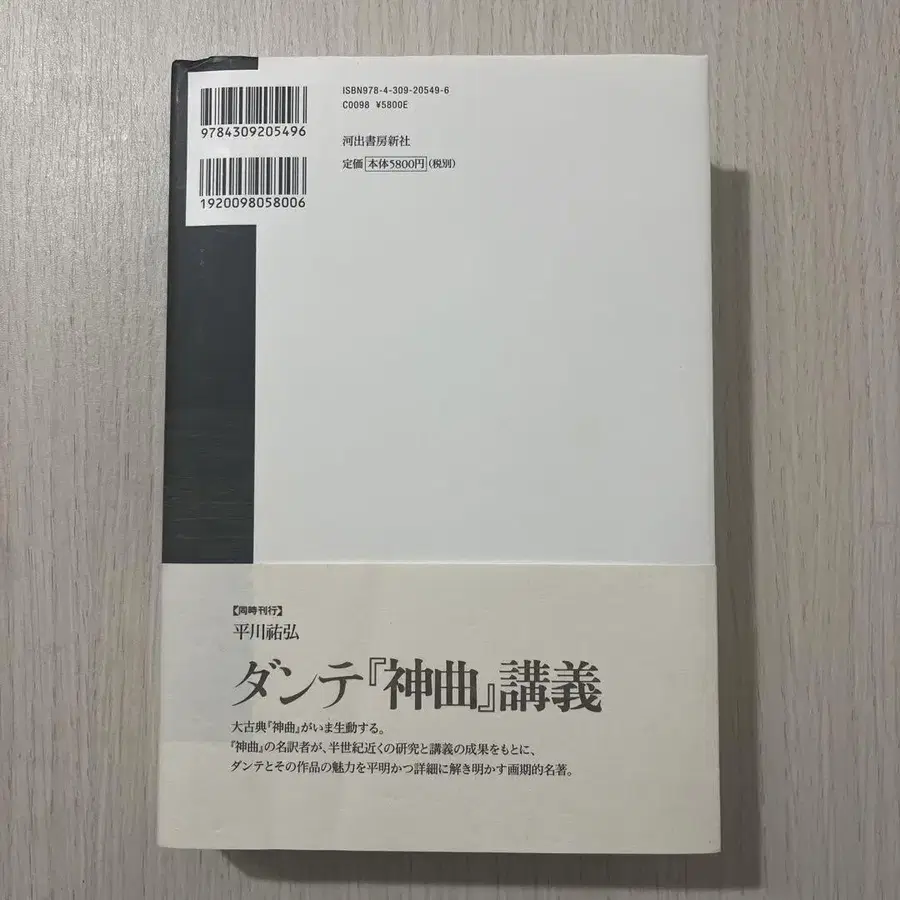 ISBN978-4-309-20549-6
C0098 ¥5800E
9784309205496
河出書房新社
定価 本体5800円(税別)
1920098058006
【同時刊行】
平川祐弘
ダンテ『神曲』講義
大古典『神曲』がいま生動する。
『神曲』の名訳者が、半世紀近くの研究と講義の成果をもとに、
ダンテとその作品の魅力を平明かつ詳細に解き明かす画期的名著。